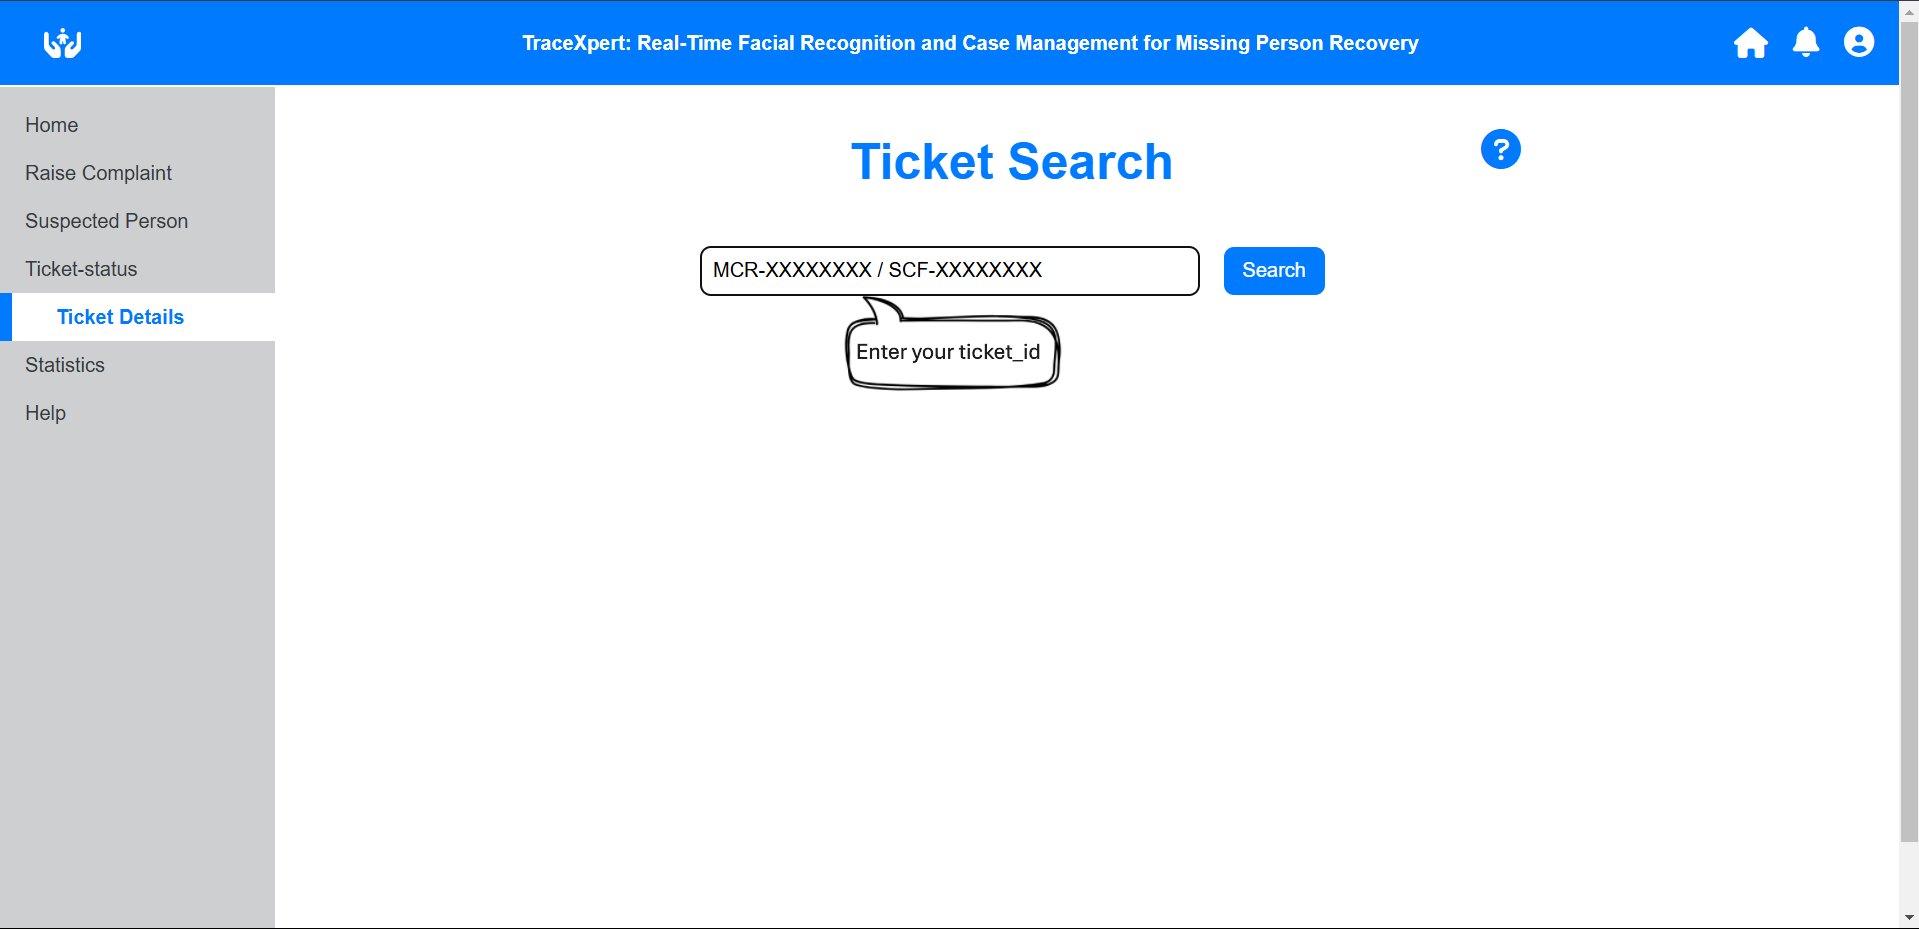 TraceXpert: Real-Time Facial Recognition and Case Management for Missing Person Recovery
Home
Raise Complaint
Suspected Person
Ticket-status
Ticket Details
Statistics
Help
Ticket Search
?
MCR-XXXXXXXX / SCF-XXXXXXXX
Search
Enter your ticket_id